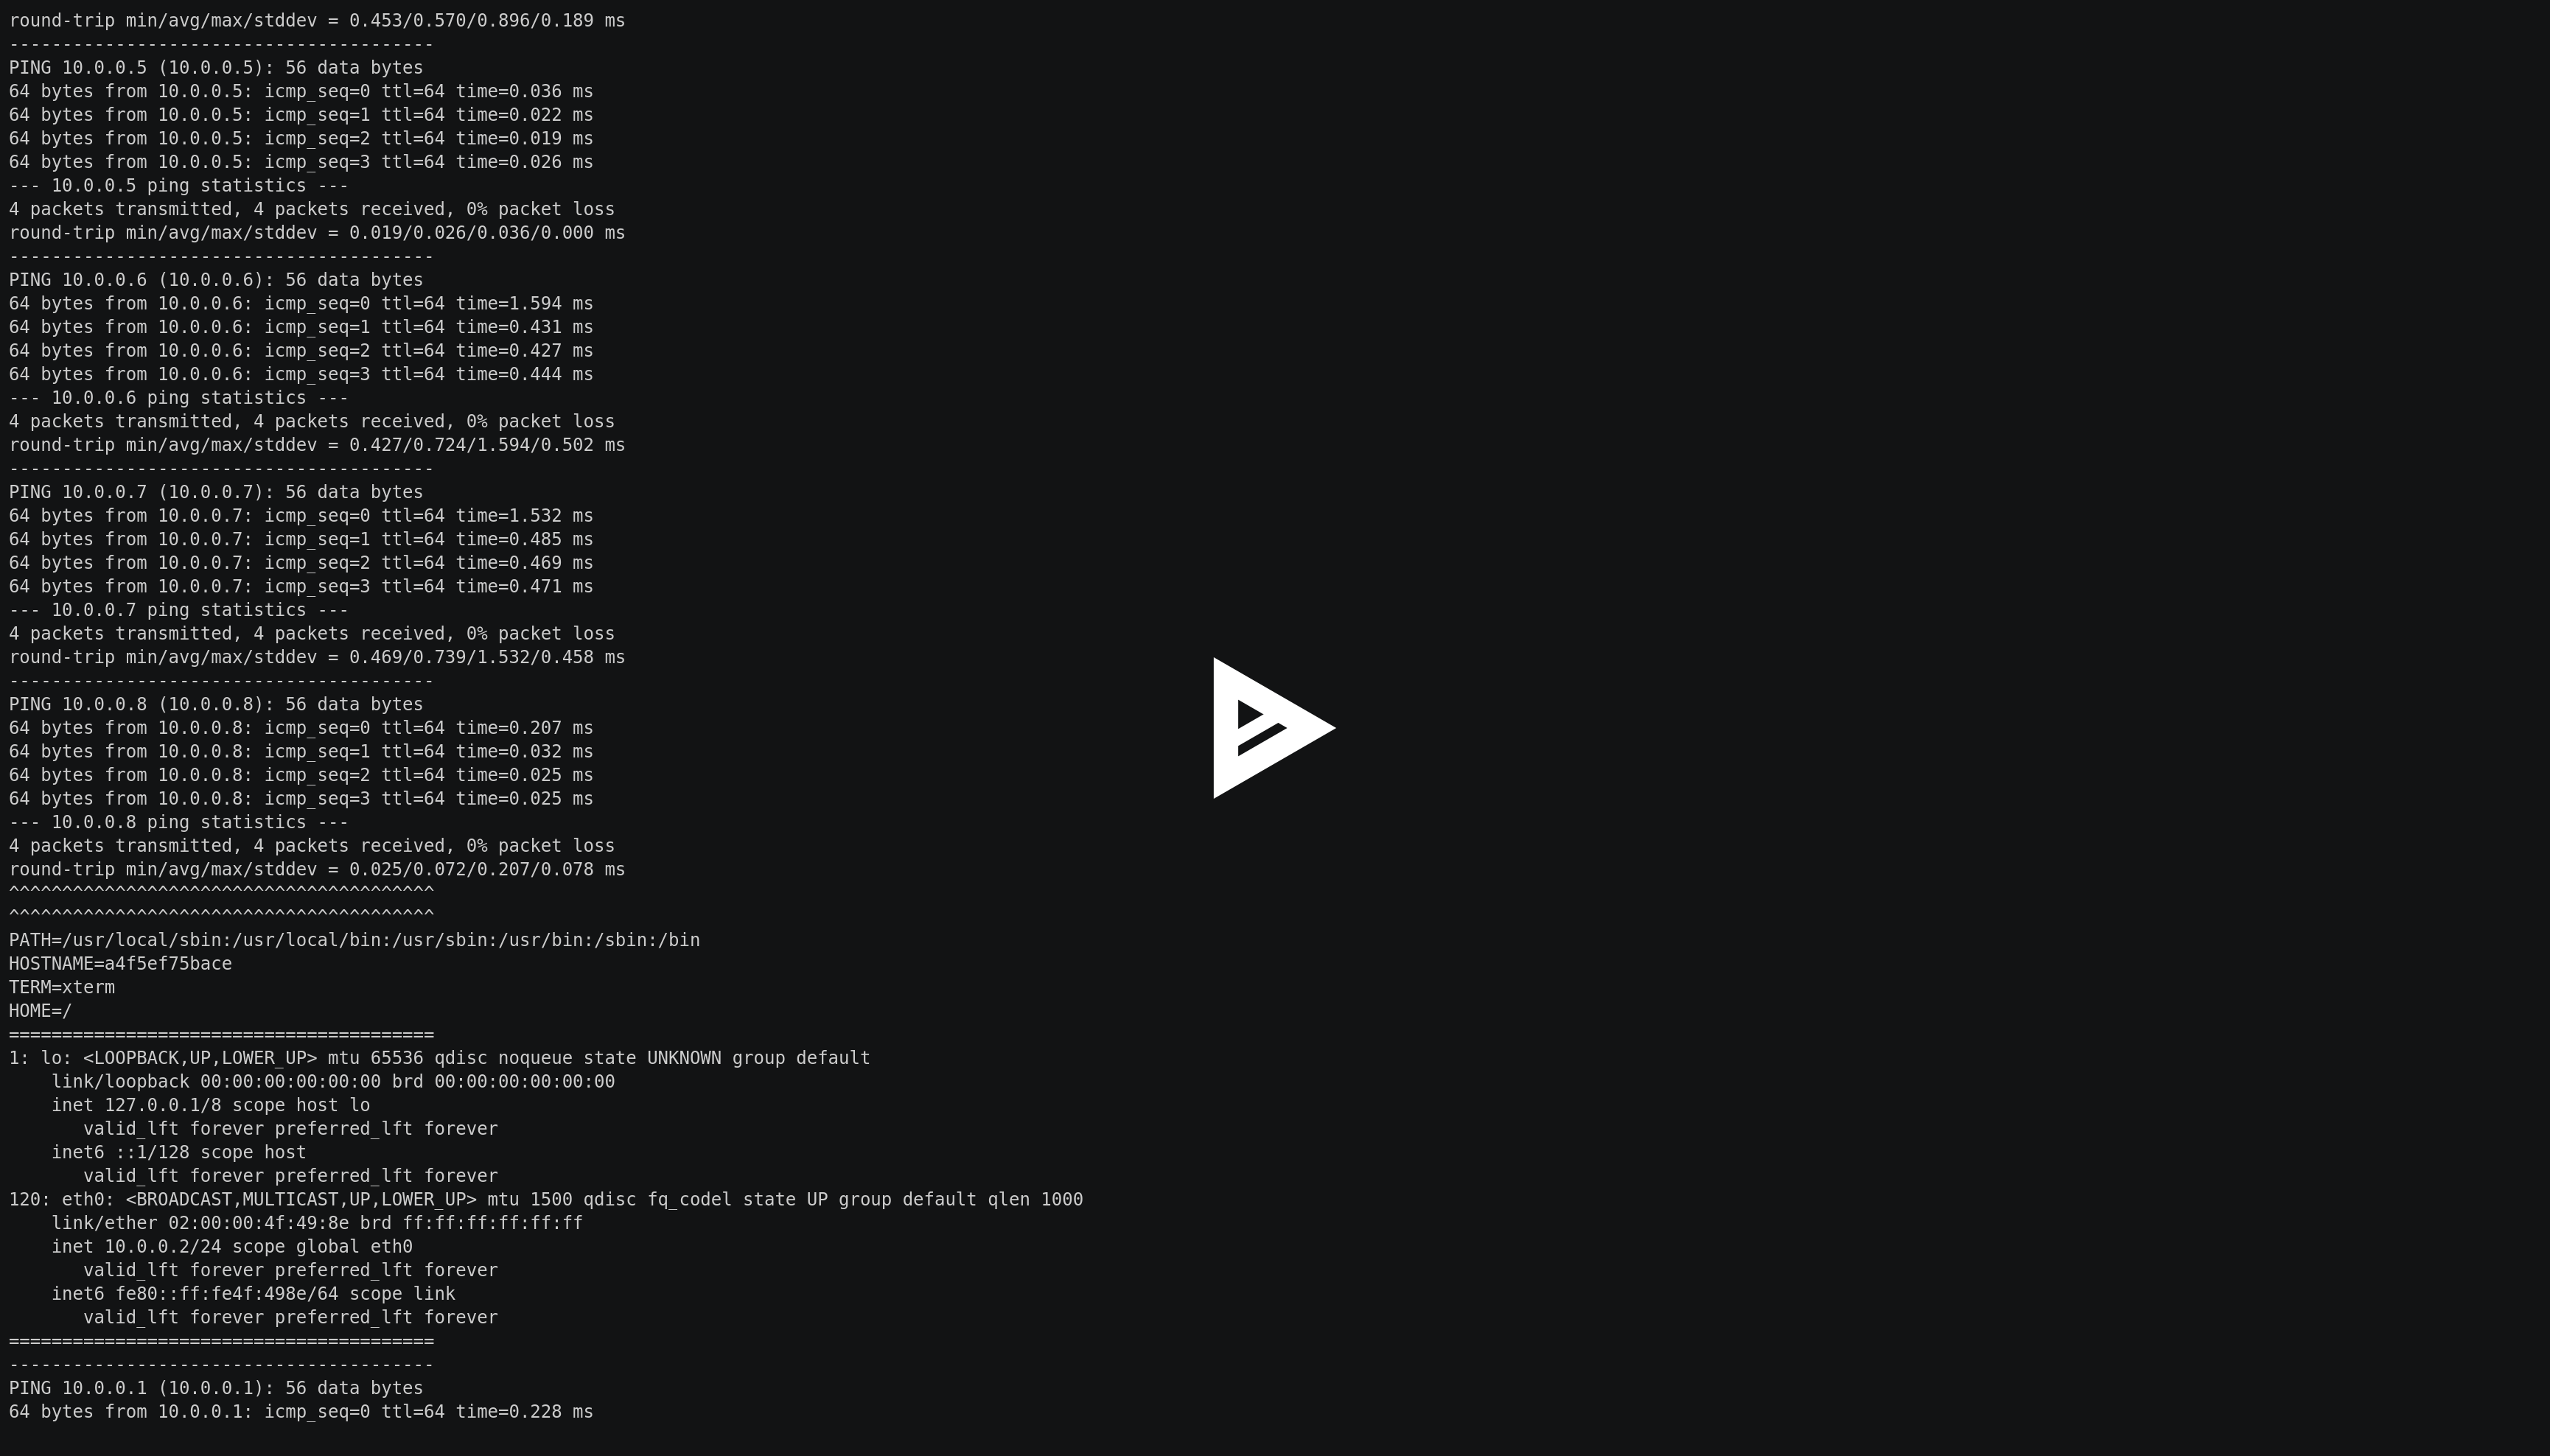 round-trip min/avg/max/stddev = 0.453/0.570/0.896/0.189 ms
----------------------------------------
PING 10.0.0.5 (10.0.0.5): 56 data bytes
64 bytes from 10.0.0.5: icmp_seq=0 ttl=64 time=0.036 ms
64 bytes from 10.0.0.5: icmp_seq=1 ttl=64 time=0.022 ms
64 bytes from 10.0.0.5: icmp_seq=2 ttl=64 time=0.019 ms
64 bytes from 10.0.0.5: icmp_seq=3 ttl=64 time=0.026 ms
--- 10.0.0.5 ping statistics ---
4 packets transmitted, 4 packets received, 0% packet loss
round-trip min/avg/max/stddev = 0.019/0.026/0.036/0.000 ms
----------------------------------------
PING 10.0.0.6 (10.0.0.6): 56 data bytes
64 bytes from 10.0.0.6: icmp_seq=0 ttl=64 time=1.594 ms
64 bytes from 10.0.0.6: icmp_seq=1 ttl=64 time=0.431 ms
64 bytes from 10.0.0.6: icmp_seq=2 ttl=64 time=0.427 ms
64 bytes from 10.0.0.6: icmp_seq=3 ttl=64 time=0.444 ms
--- 10.0.0.6 ping statistics ---
4 packets transmitted, 4 packets received, 0% packet loss
round-trip min/avg/max/stddev = 0.427/0.724/1.594/0.502 ms
----------------------------------------
PING 10.0.0.7 (10.0.0.7): 56 data bytes
64 bytes from 10.0.0.7: icmp_seq=0 ttl=64 time=1.532 ms
64 bytes from 10.0.0.7: icmp_seq=1 ttl=64 time=0.485 ms
64 bytes from 10.0.0.7: icmp_seq=2 ttl=64 time=0.469 ms
64 bytes from 10.0.0.7: icmp_seq=3 ttl=64 time=0.471 ms
--- 10.0.0.7 ping statistics ---
4 packets transmitted, 4 packets received, 0% packet loss
round-trip min/avg/max/stddev = 0.469/0.739/1.532/0.458 ms
----------------------------------------
PING 10.0.0.8 (10.0.0.8): 56 data bytes
64 bytes from 10.0.0.8: icmp_seq=0 ttl=64 time=0.207 ms
64 bytes from 10.0.0.8: icmp_seq=1 ttl=64 time=0.032 ms
64 bytes from 10.0.0.8: icmp_seq=2 ttl=64 time=0.025 ms
64 bytes from 10.0.0.8: icmp_seq=3 ttl=64 time=0.025 ms
--- 10.0.0.8 ping statistics ---
4 packets transmitted, 4 packets received, 0% packet loss
round-trip min/avg/max/stddev = 0.025/0.072/0.207/0.078 ms
^^^^^^^^^^^^^^^^^^^^^^^^^^^^^^^^^^^^^^^^
^^^^^^^^^^^^^^^^^^^^^^^^^^^^^^^^^^^^^^^^
PATH=/usr/local/sbin:/usr/local/bin:/usr/sbin:/usr/bin:/sbin:/bin
HOSTNAME=a4f5ef75bace
TERM=xterm
HOME=/
========================================
1: lo: <LOOPBACK,UP,LOWER_UP> mtu 65536 qdisc noqueue state UNKNOWN group default
    link/loopback 00:00:00:00:00:00 brd 00:00:00:00:00:00
    inet 127.0.0.1/8 scope host lo
       valid_lft forever preferred_lft forever
    inet6 ::1/128 scope host
       valid_lft forever preferred_lft forever
120: eth0: <BROADCAST,MULTICAST,UP,LOWER_UP> mtu 1500 qdisc fq_codel state UP group default qlen 1000
    link/ether 02:00:00:4f:49:8e brd ff:ff:ff:ff:ff:ff
    inet 10.0.0.2/24 scope global eth0
       valid_lft forever preferred_lft forever
    inet6 fe80::ff:fe4f:498e/64 scope link
       valid_lft forever preferred_lft forever
========================================
----------------------------------------
PING 10.0.0.1 (10.0.0.1): 56 data bytes
64 bytes from 10.0.0.1: icmp_seq=0 ttl=64 time=0.228 ms